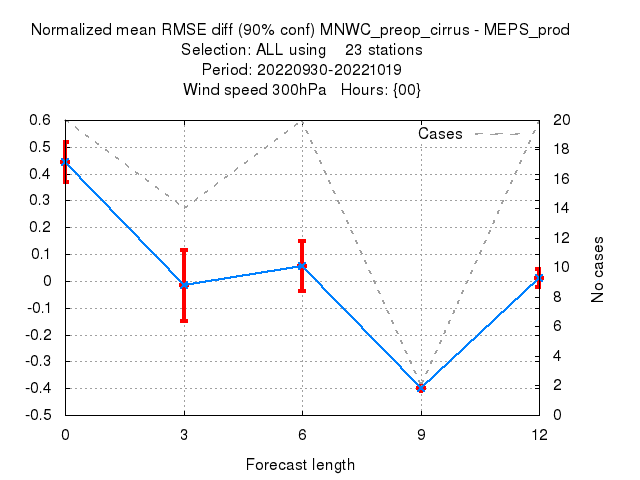 Normalized mean RMSE diff (90% conf) MNWC_preop_cirrus - MEPS_prod
Selection: ALL using 23 stations
Period: 20220930-20221019
Wind speed 300hPa Hours: {00}
Cases
0.6
0.5
0.4
0.3
0.2
0.1
0
-0.1
-0.2
-0.3
-0.4
-0.5
20
18
16
14
12
10
8
6
4
2
0
No cases
0 3 6 9 12
Forecast length